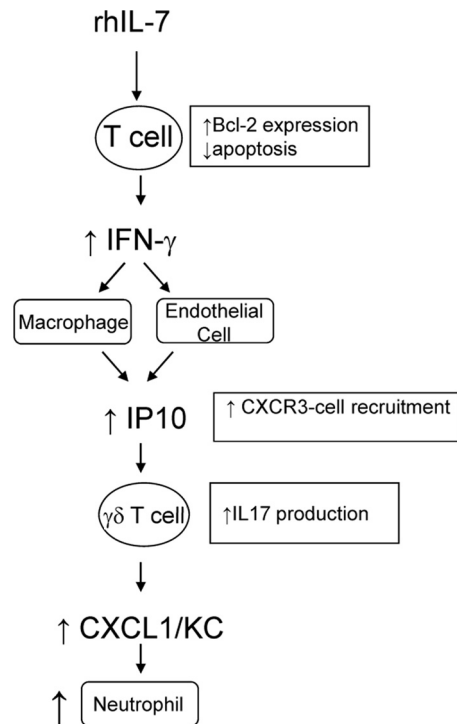 rhIL-7
T cell
↑Bcl-2 expression
↓apoptosis
↑ IFN-γ
Macrophage
Endothelial
Cell
↑ IP10
↑ CXCR3-cell recruitment
γδ T cell
↑IL17 production
↑ CXCL1/KC
↑ Neutrophil